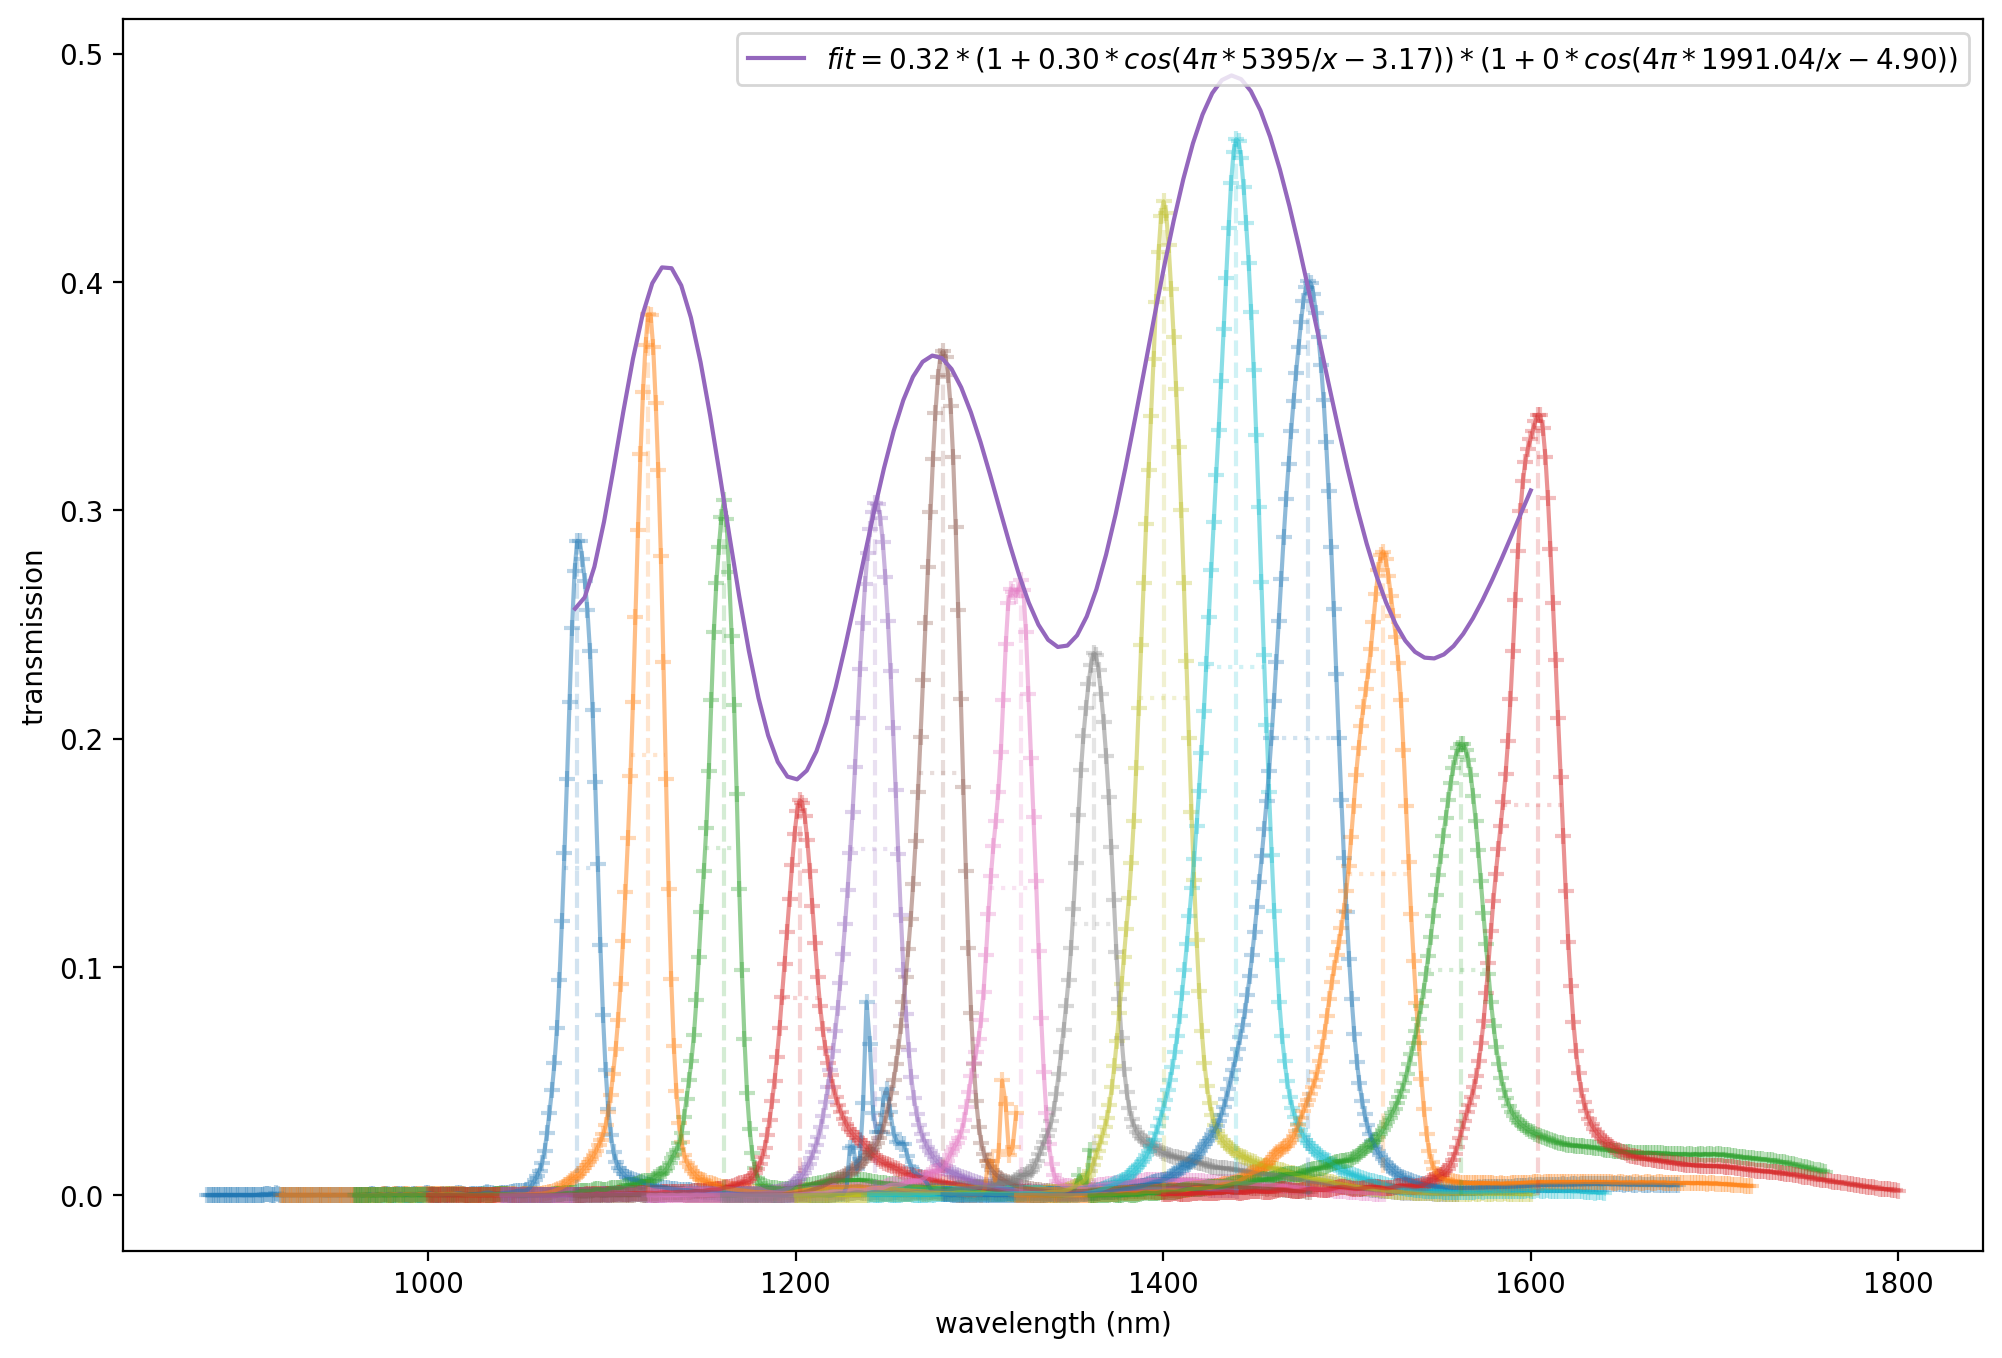 fit = 0.32 * (1 + 0.30 * cos(4π * 5395/x − 3.17)) * (1 + 0 * cos(4π * 1991.04/x − 4.90))
0.5
0.4
0.3
0.2
0.1
0.0
transmission
1000 1200 1400 1600 1800
wavelength (nm)